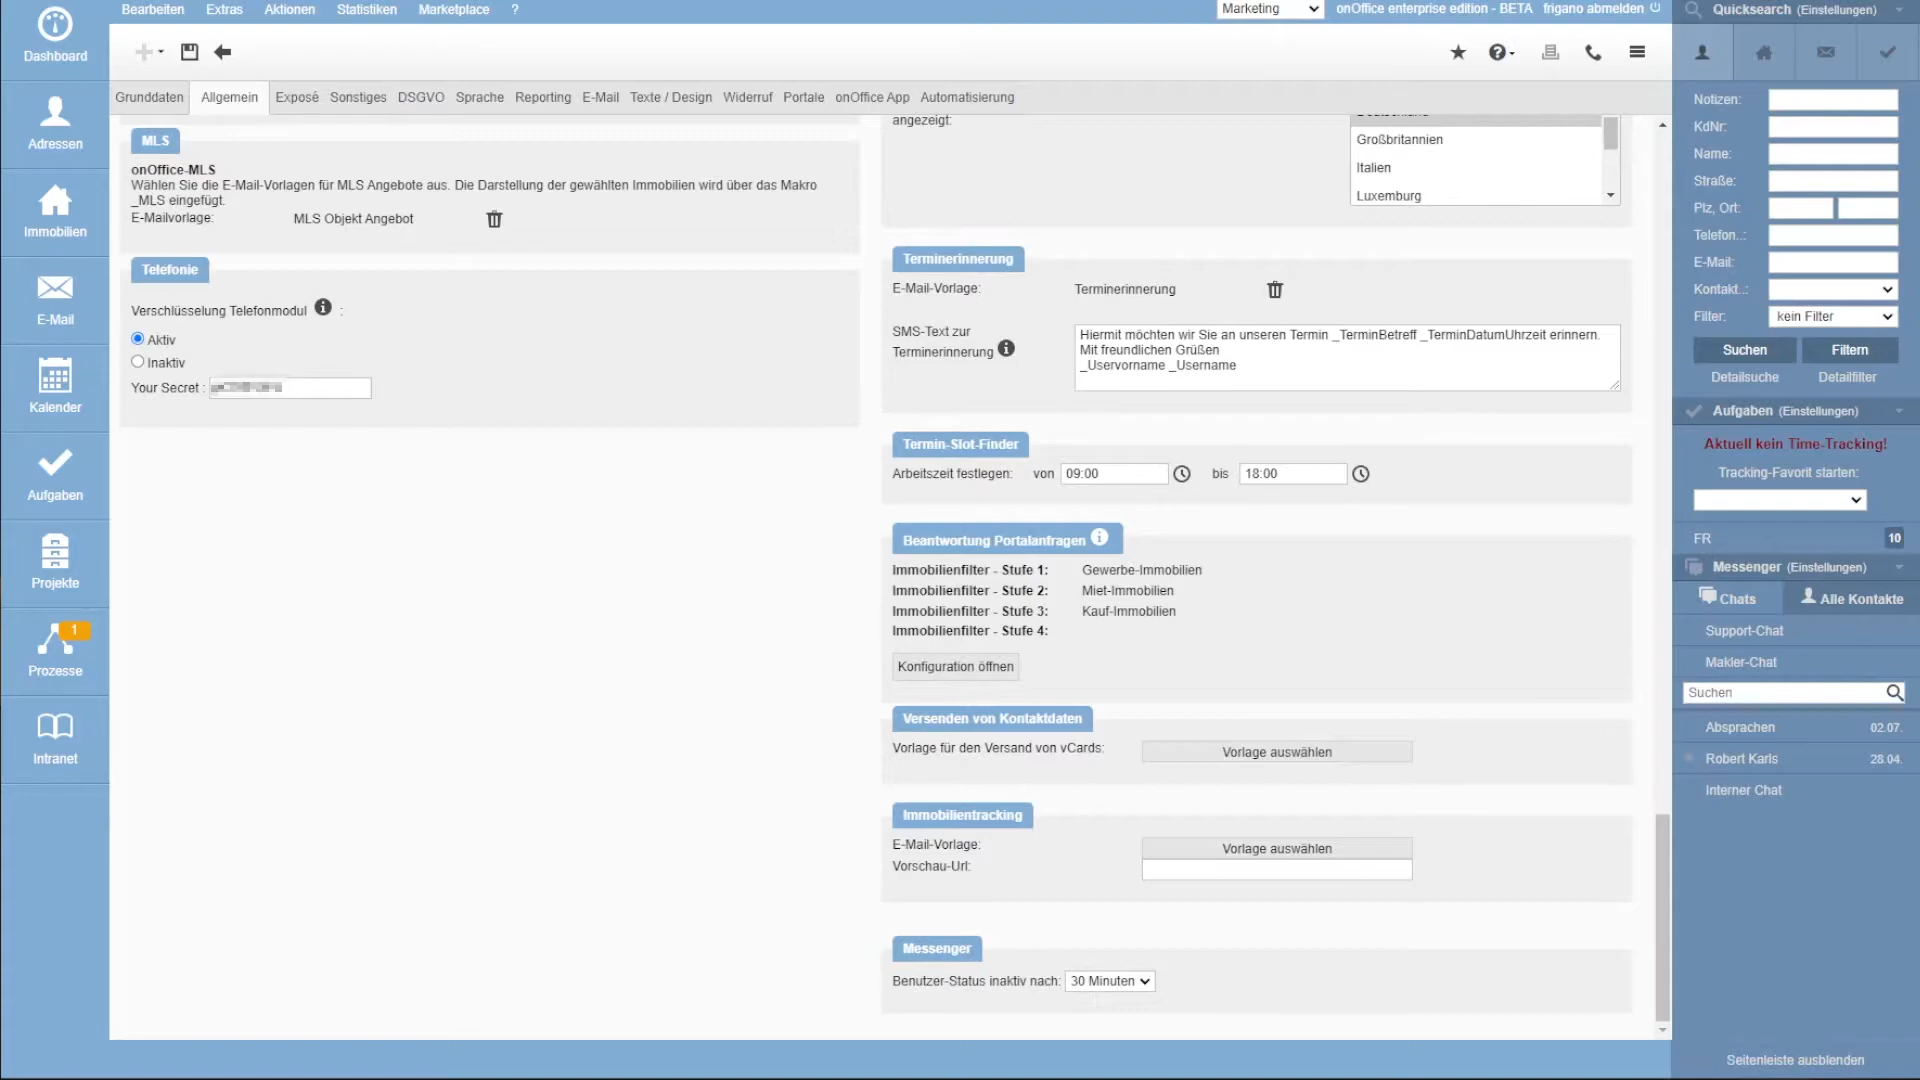 Bearbeiten Extras Aktionen Statistiken Marketplace ?
Marketing onOffice enterprise edition - BETA frigano abmelden
Dashboard
Adressen
Immobilien
E-Mail
Kalender
Aufgaben
Projekte
1
Prozesse
Intranet
Grunddaten Allgemein Exposé Sonstiges DSGVO Sprache Reporting E-Mail Texte / Design Widerruf Portale onOffice App Automatisierung
MLS
onOffice-MLS
Wählen Sie die E-Mail-Vorlagen für MLS Angebote aus. Die Darstellung der gewählten Immobilien wird über das Makro
_MLS eingefügt.
E-Mailvorlage: MLS Objekt Angebot
Telefonie
Verschlüsselung Telefonmodul :
Aktiv
Inaktiv
Your Secret :
angezeigt:
Deutschland
Großbritannien
Italien
Luxemburg
Terminerinnerung
E-Mail-Vorlage: Terminerinnerung
SMS-Text zur
Terminerinnerung
Hiermit möchten wir Sie an unseren Termin _TerminBetreff _TerminDatumUhrzeit erinnern.
Mit freundlichen Grüßen
_Uservorname _Username
Termin-Slot-Finder
Arbeitszeit festlegen: von 09:00 bis 18:00
Beantwortung Portalanfragen
Immobilienfilter - Stufe 1: Gewerbe-Immobilien
Immobilienfilter - Stufe 2: Miet-Immobilien
Immobilienfilter - Stufe 3: Kauf-Immobilien
Immobilienfilter - Stufe 4:
Konfiguration öffnen
Versenden von Kontaktdaten
Vorlage für den Versand von vCards: Vorlage auswählen
Immobilientracking
E-Mail-Vorlage: Vorlage auswählen
Vorschau-Url:
Messenger
Benutzer-Status inaktiv nach: 30 Minuten
Quicksearch (Einstellungen)
Notizen:
KdNr:
Name:
Straße:
Plz, Ort:
Telefon..:
E-Mail:
Kontakt..:
Filter: kein Filter
Suchen Filtern
Detailsuche Detailfilter
Aufgaben (Einstellungen)
Aktuell kein Time-Tracking!
Tracking-Favorit starten:
FR 10
Messenger (Einstellungen)
Chats Alle Kontakte
Support-Chat
Makler-Chat
Suchen
Absprachen 02.07.
Robert Karls 28.04.
Interner Chat
Seitenleiste ausblenden